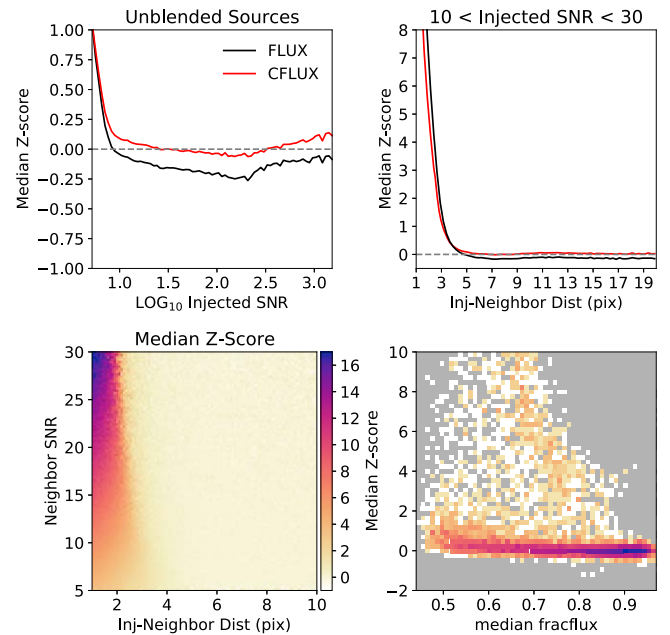 Unblended Sources
1.00
0.75
0.50
0.25
0.00
−0.25
−0.50
−0.75
−1.00
Median Z-score
FLUX
CFLUX
1.0 1.5 2.0 2.5 3.0
LOG₁₀ Injected SNR
10 < Injected SNR < 30
8
7
6
5
4
3
2
1
0
Median Z-score
1 3 5 7 9 11 13 15 17 19
Inj-Neighbor Dist (pix)
Median Z-Score
30
25
20
15
10
5
Neighbor SNR
2 4 6 8 10
Inj-Neighbor Dist (pix)
16
14
12
10
8
6
4
2
0
10
8
6
4
2
0
−2
Median Z-score
0.5 0.6 0.7 0.8 0.9
median fracflux